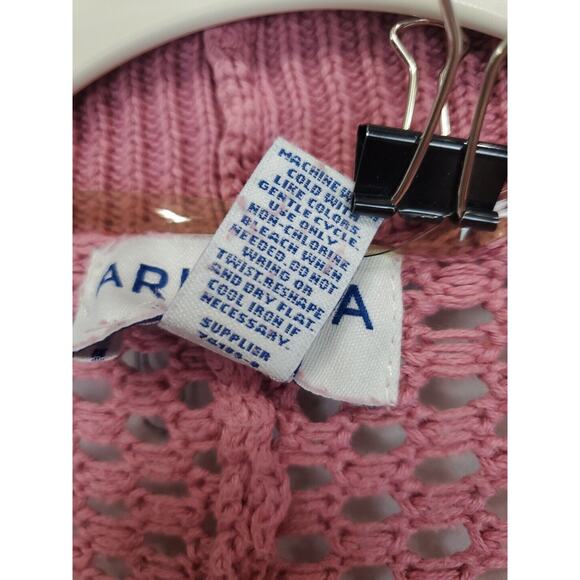 MACHINE
COLD WITH
LIKE COLORS.
GENTLE CYCLE.
USE ONLY
NON-CHLORINE
BLEACH WHEN
NEEDED. DO NOT
WRING OR
TWIST. RESHAPE
AND DRY FLAT.
COOL IRON IF
NECESSARY.
SUPPLIER
AR A